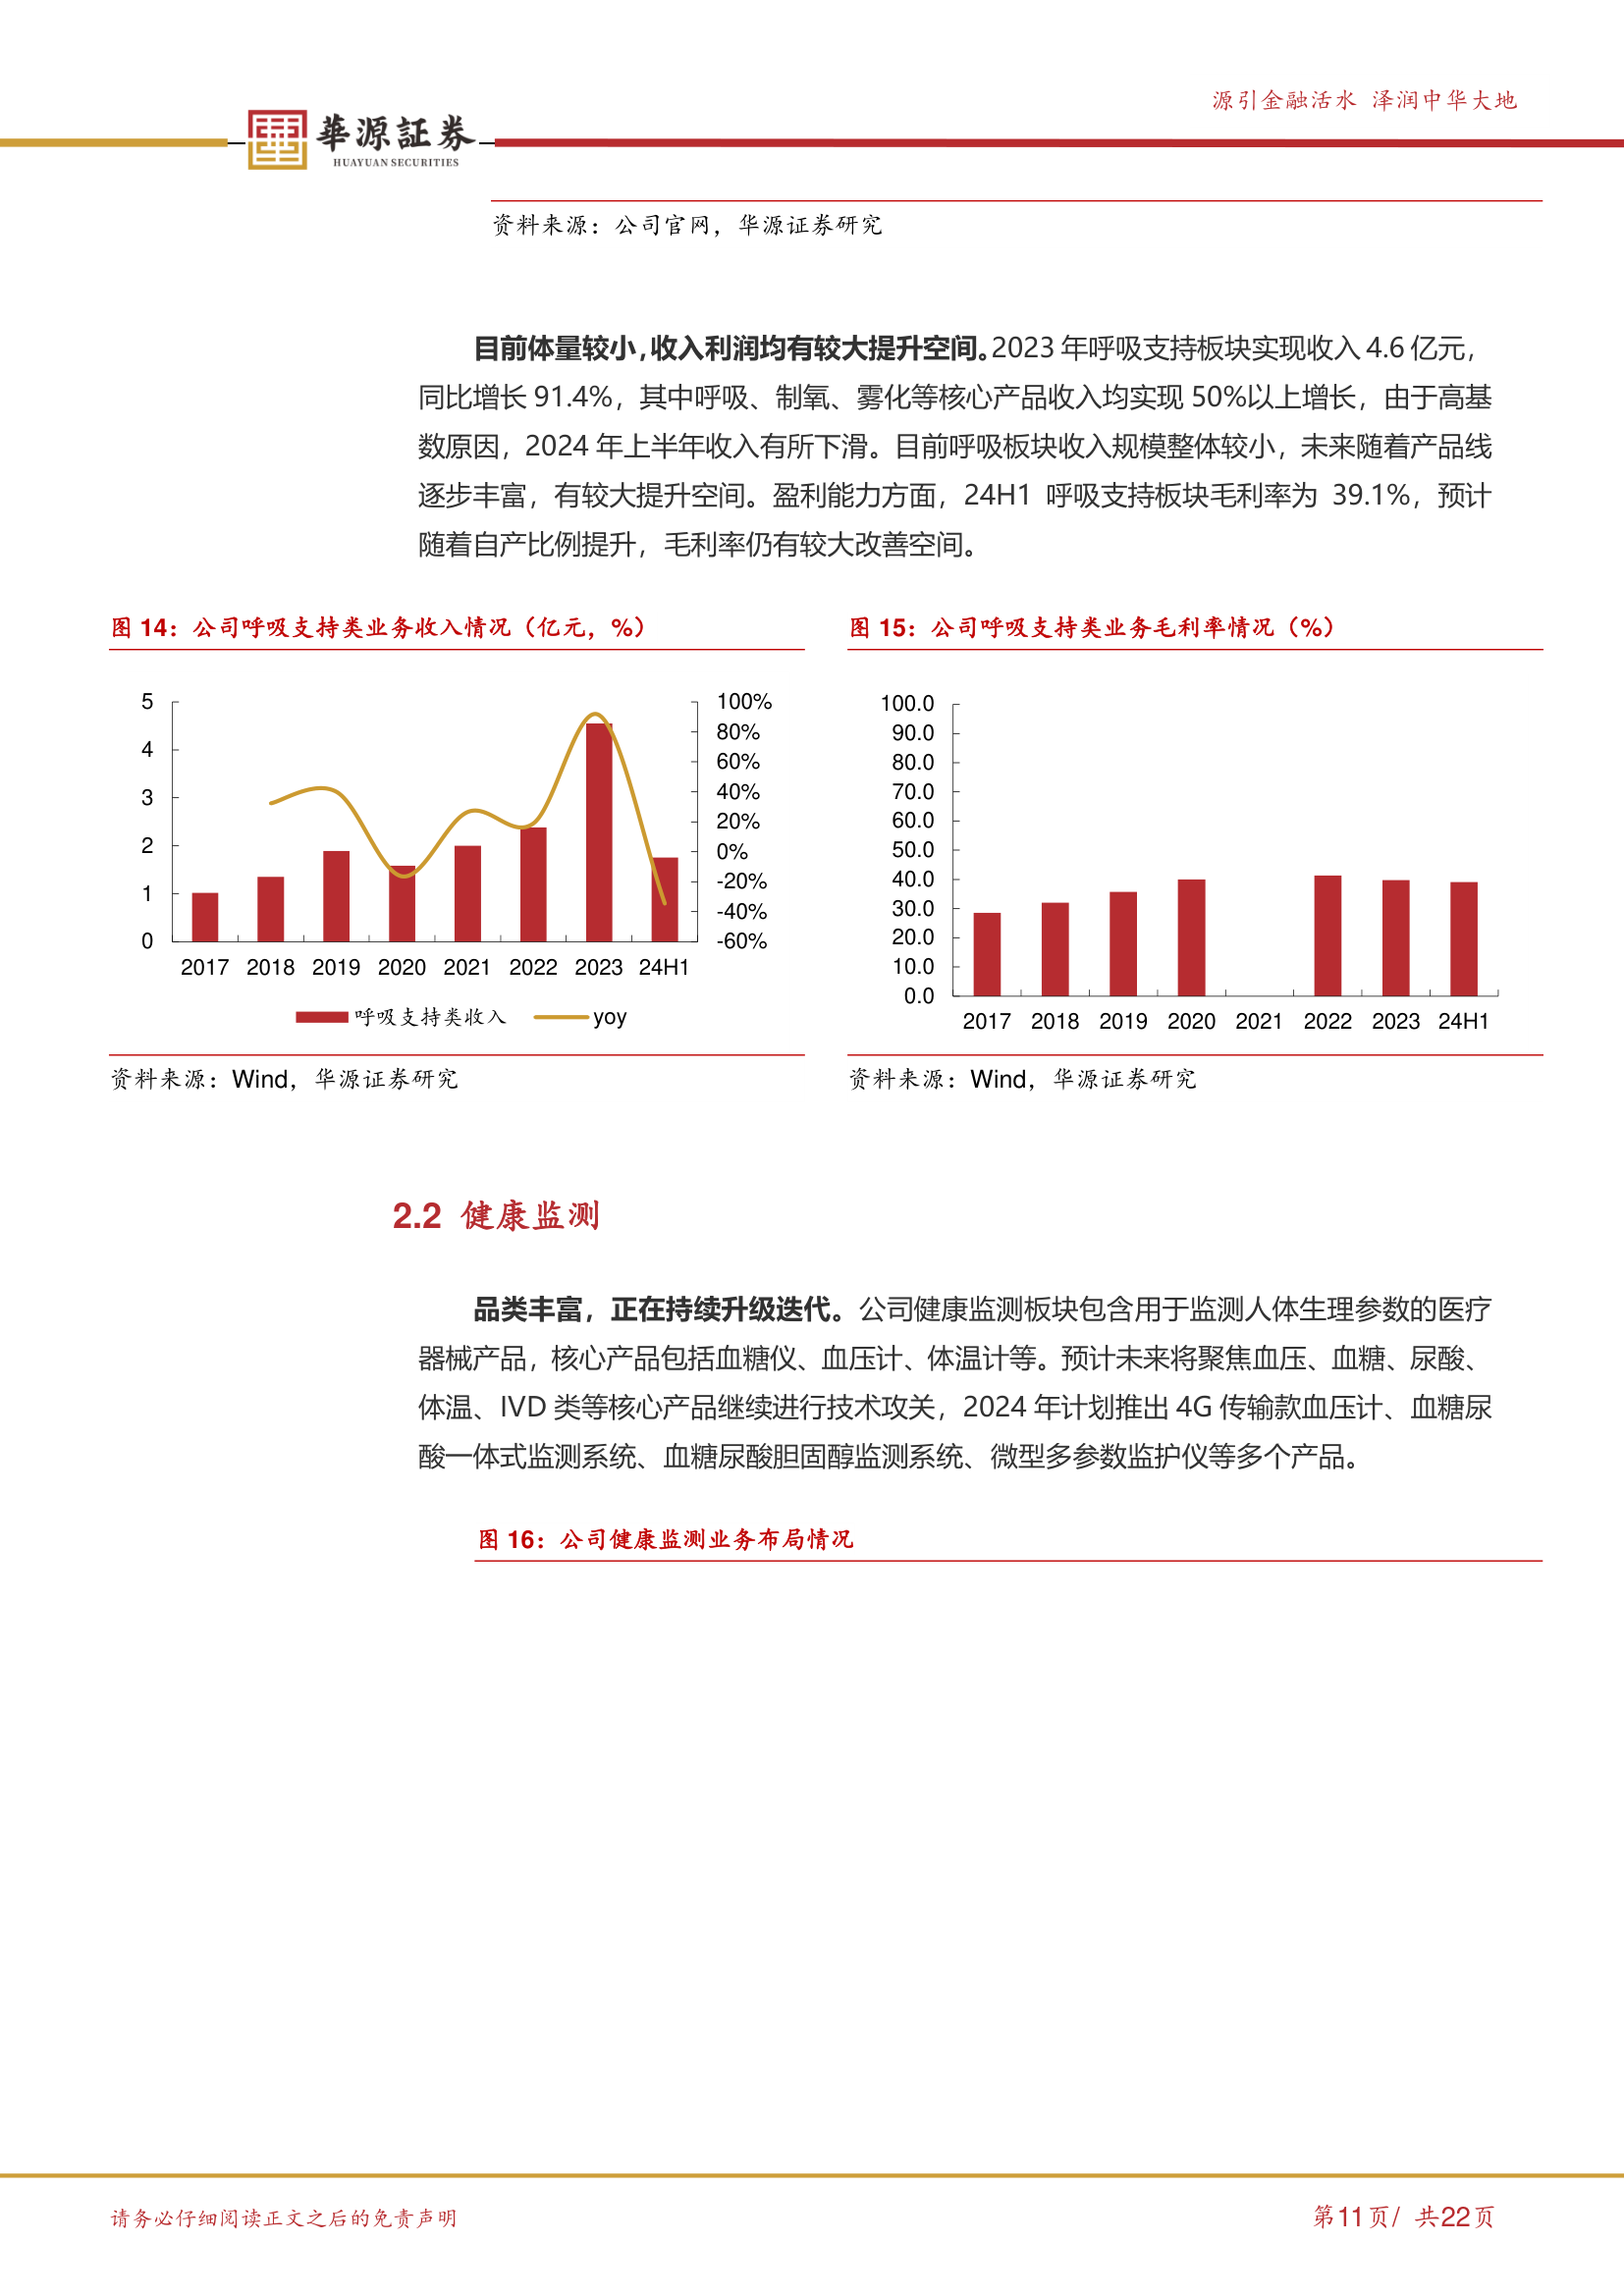 源引金融活水 泽润中华大地
華源証券
HUAYUAN SECURITIES
资料来源：公司官网，华源证券研究
目前体量较小，收入利润均有较大提升空间。2023 年呼吸支持板块实现收入 4.6 亿元，
同比增长 91.4%，其中呼吸、制氧、雾化等核心产品收入均实现 50%以上增长，由于高基
数原因，2024 年上半年收入有所下滑。目前呼吸板块收入规模整体较小，未来随着产品线
逐步丰富，有较大提升空间。盈利能力方面，24H1 呼吸支持板块毛利率为 39.1%，预计
随着自产比例提升，毛利率仍有较大改善空间。
图 14：公司呼吸支持类业务收入情况（亿元，%）
5
4
3
2
1
0
100%
80%
60%
40%
20%
0%
-20%
-40%
-60%
2017 2018 2019 2020 2021 2022 2023 24H1
呼吸支持类收入 yoy
资料来源：Wind，华源证券研究
图 15：公司呼吸支持类业务毛利率情况（%）
100.0
90.0
80.0
70.0
60.0
50.0
40.0
30.0
20.0
10.0
0.0
2017 2018 2019 2020 2021 2022 2023 24H1
资料来源：Wind，华源证券研究
2.2 健康监测
品类丰富，正在持续升级迭代。公司健康监测板块包含用于监测人体生理参数的医疗
器械产品，核心产品包括血糖仪、血压计、体温计等。预计未来将聚焦血压、血糖、尿酸、
体温、IVD 类等核心产品继续进行技术攻关，2024 年计划推出 4G 传输款血压计、血糖尿
酸一体式监测系统、血糖尿酸胆固醇监测系统、微型多参数监护仪等多个产品。
图 16：公司健康监测业务布局情况
请务必仔细阅读正文之后的免责声明
第11页/ 共22页